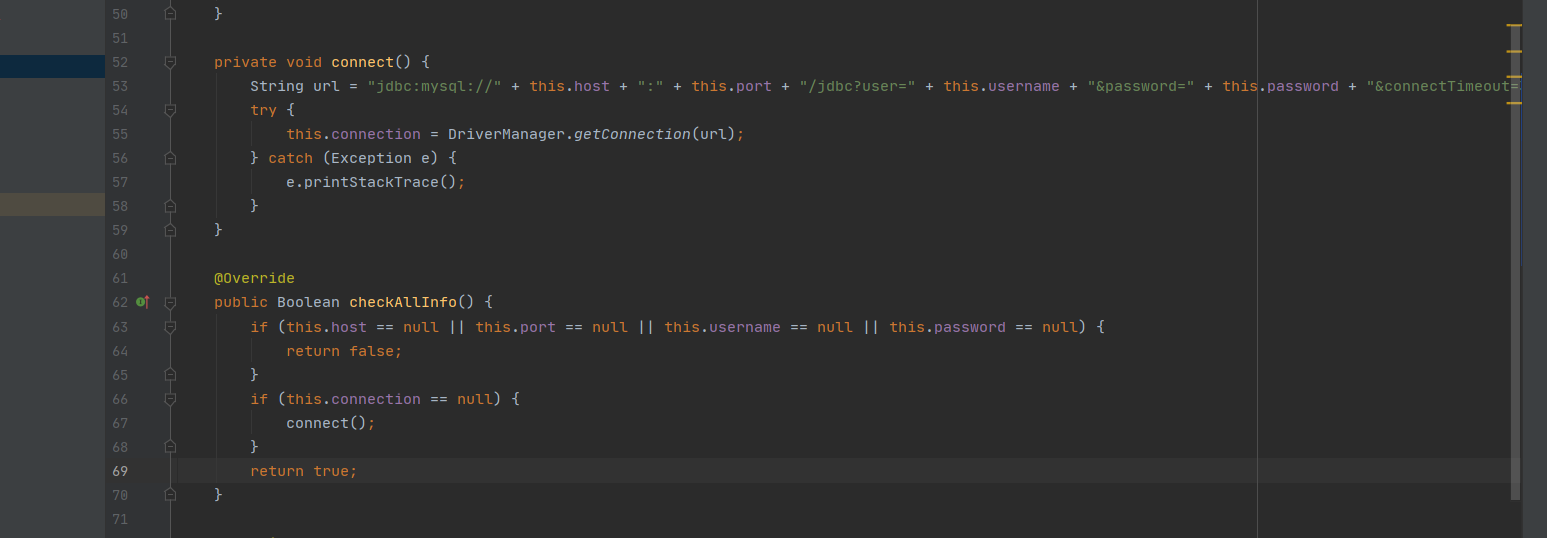 50 }
51
52 private void connect() {
53 String url = "jdbc:mysql://" + this.host + ":" + this.port + "/jdbc?user=" + this.username + "&password=" + this.password + "&connectTimeout=
54 try {
55 this.connection = DriverManager.getConnection(url);
56 } catch (Exception e) {
57 e.printStackTrace();
58 }
59 }
60
61 @Override
62 public Boolean checkAllInfo() {
63 if (this.host == null || this.port == null || this.username == null || this.password == null) {
64 return false;
65 }
66 if (this.connection == null) {
67 connect();
68 }
69 return true;
70 }
71